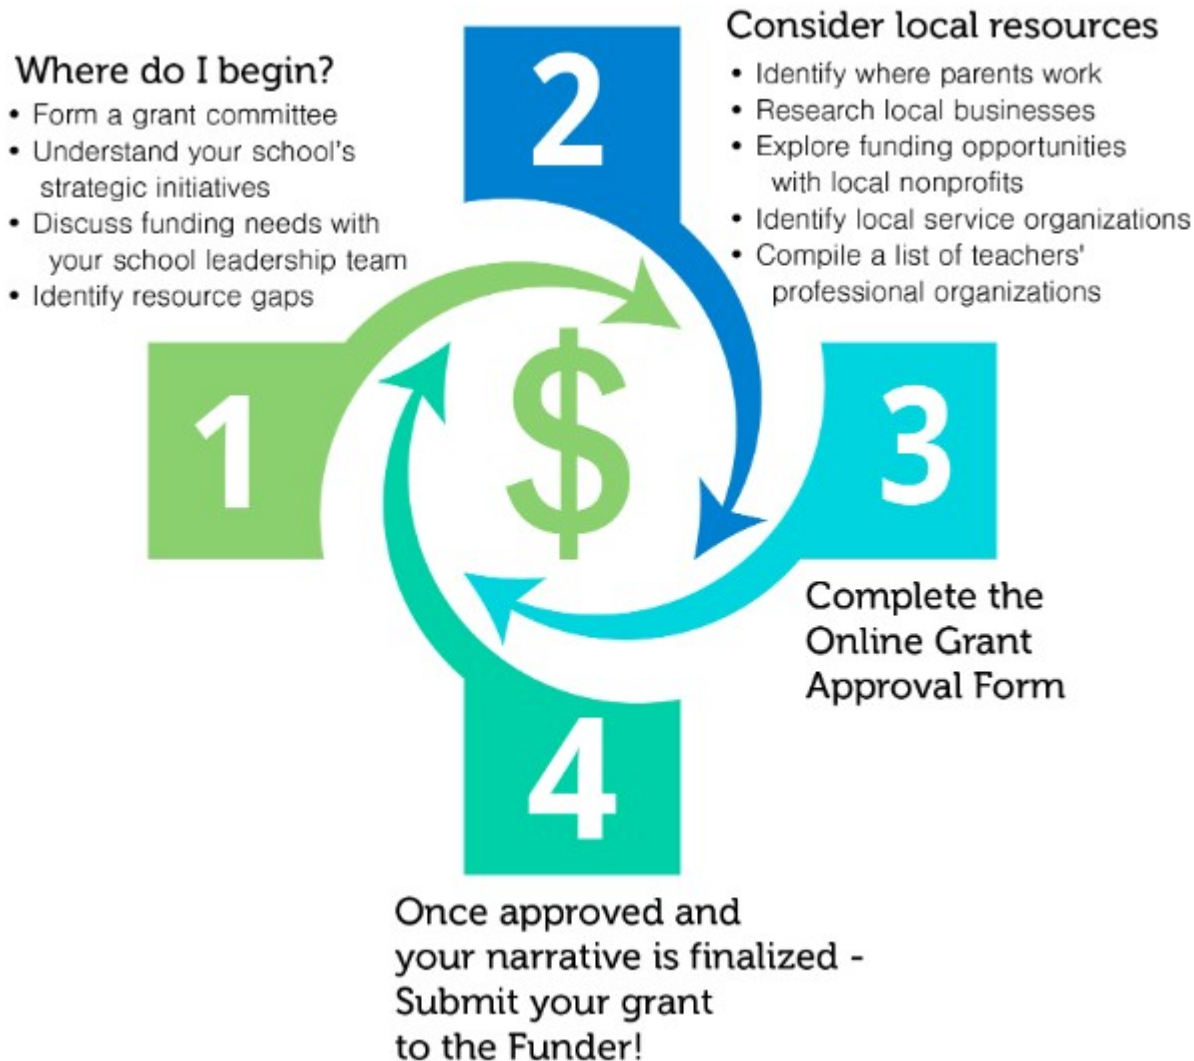 Where do I begin?
• Form a grant committee
• Understand your school's
strategic initiatives
• Discuss funding needs with
your school leadership team
• Identify resource gaps
1
2
Consider local resources
• Identify where parents work
• Research local businesses
• Explore funding opportunities
with local nonprofits
• Identify local service organizations
• Compile a list of teachers'
professional organizations
$
3
Complete the
Online Grant
Approval Form
4
Once approved and
your narrative is finalized -
Submit your grant
to the Funder!